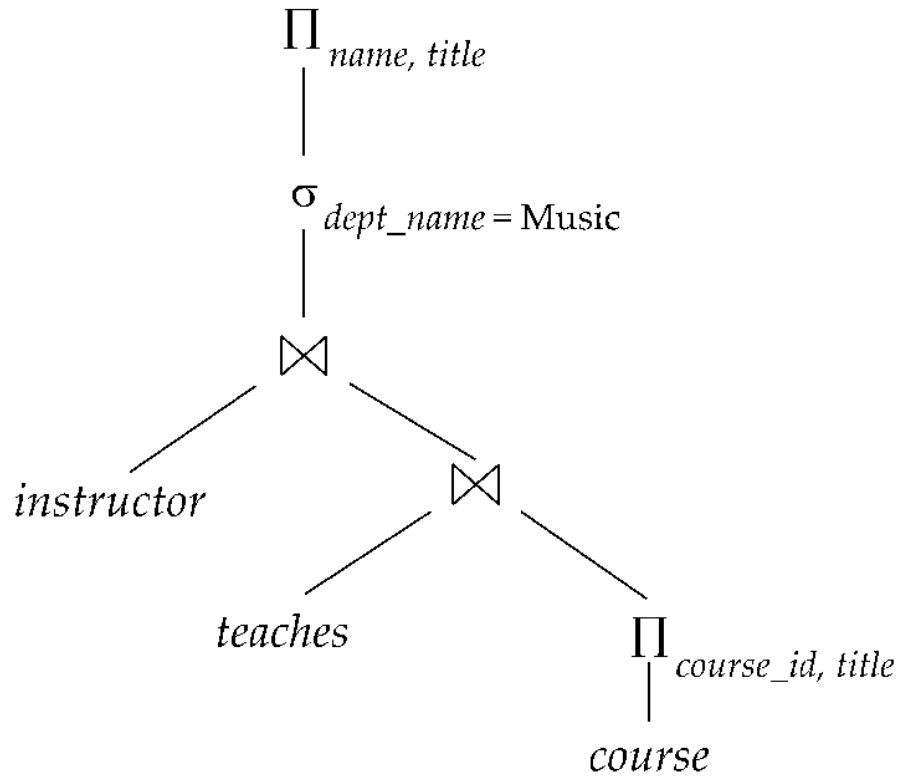 ∏ name, title
σ dept_name = Music
⋈
instructor
⋈
teaches
∏ course_id, title
course